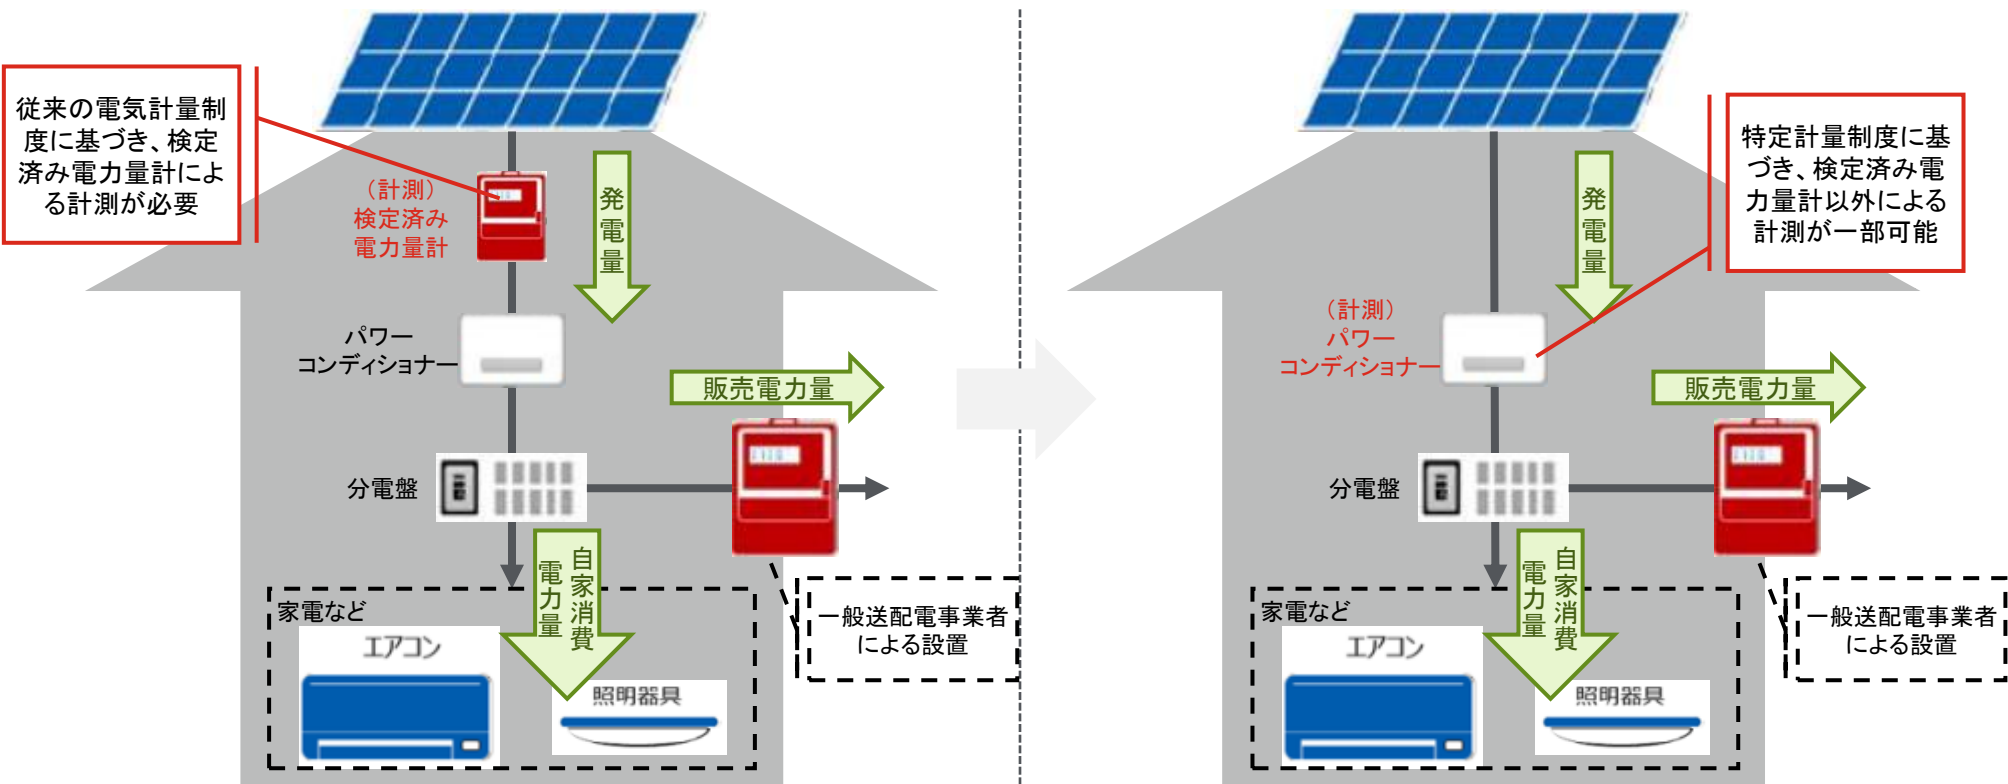 従来の電気計量制
度に基づき、検定
済み電力量計によ
る計測が必要
（計測）
検定済み
電力量計
発電量
パワー
コンディショナー
販売電力量
分電盤
自家消費
電力量
家電など
エアコン
照明器具
一般送配電事業者
による設置
特定計量制度に基
づき、検定済み電
力量計以外による
計測が一部可能
発電量
（計測）
パワー
コンディショナー
販売電力量
分電盤
自家消費
電力量
家電など
エアコン
照明器具
一般送配電事業者
による設置